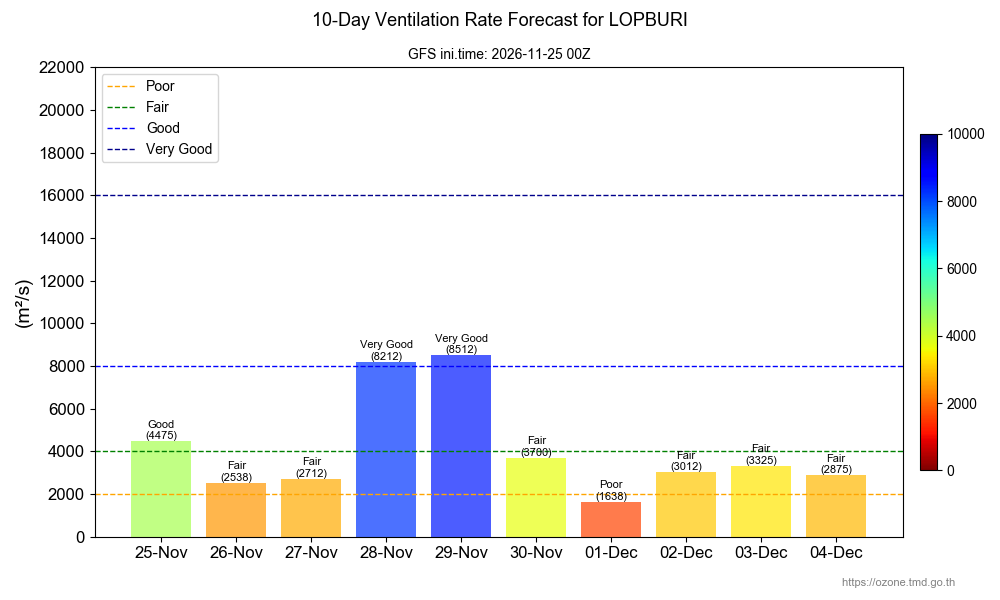 10-Day Ventilation Rate Forecast for LOPBURI
GFS ini.time: 2026-11-25 00Z
(m²/s)
22000
20000
18000
16000
14000
12000
10000
8000
6000
4000
2000
0
Poor
Fair
Good
Very Good
Good
(4475)
Fair
(2538)
Fair
(2712)
Very Good
(8212)
Very Good
(8512)
Fair
(3700)
Poor
(1638)
Fair
(3012)
Fair
(3325)
Fair
(2875)
25-Nov
26-Nov
27-Nov
28-Nov
29-Nov
30-Nov
01-Dec
02-Dec
03-Dec
04-Dec
10000
8000
6000
4000
2000
0
https://ozone.tmd.go.th